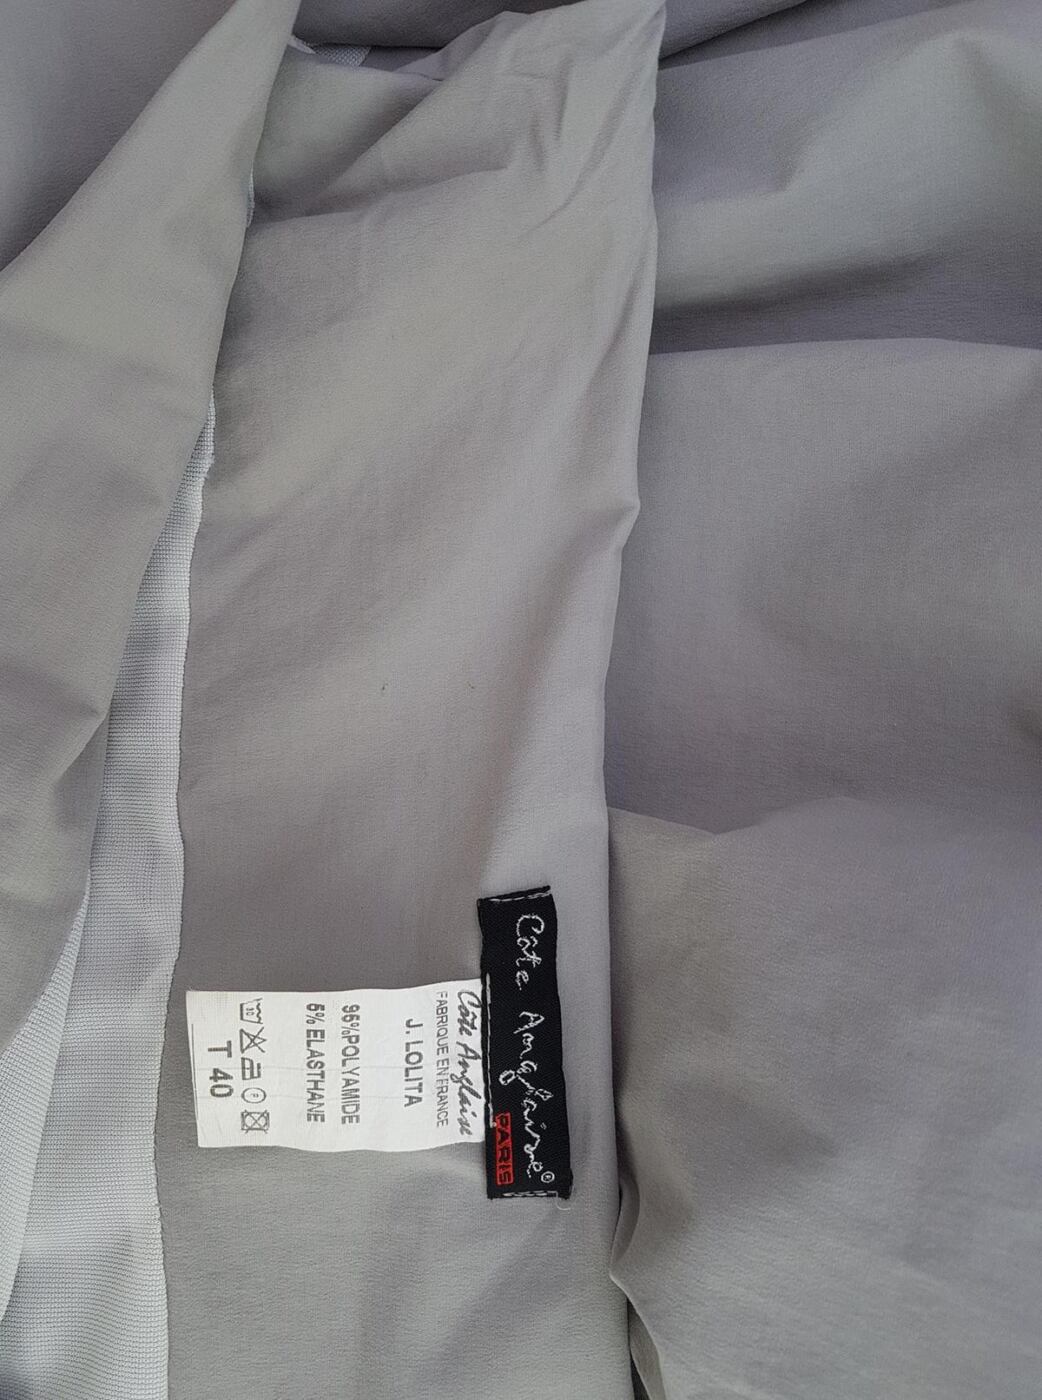 Côte Anglaise®
PARIS
Côte Anglaise
FABRIQUE EN FRANCE
J. LOLITA
95%POLYAMIDE
5% ELASTHANE
T 40